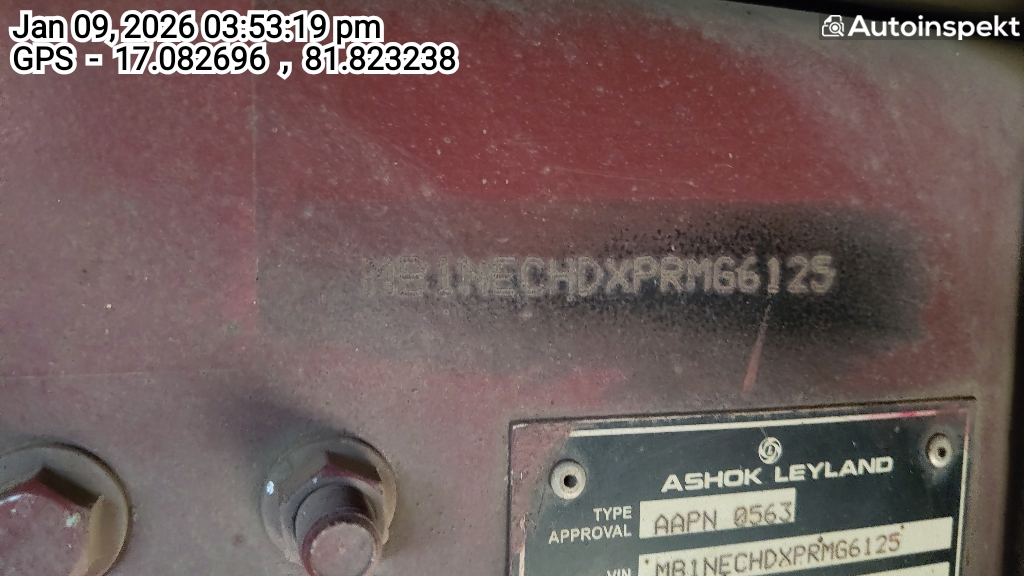 Jan 09, 2026 03:53:19 pm
GPS - 17.082696 , 81.823238
Autoinspekt
MB1NECHDXPRMG6125
ASHOK LEYLAND
TYPE
APPROVAL AAPN 0563
VIN MB1NECHDXPRMG6125